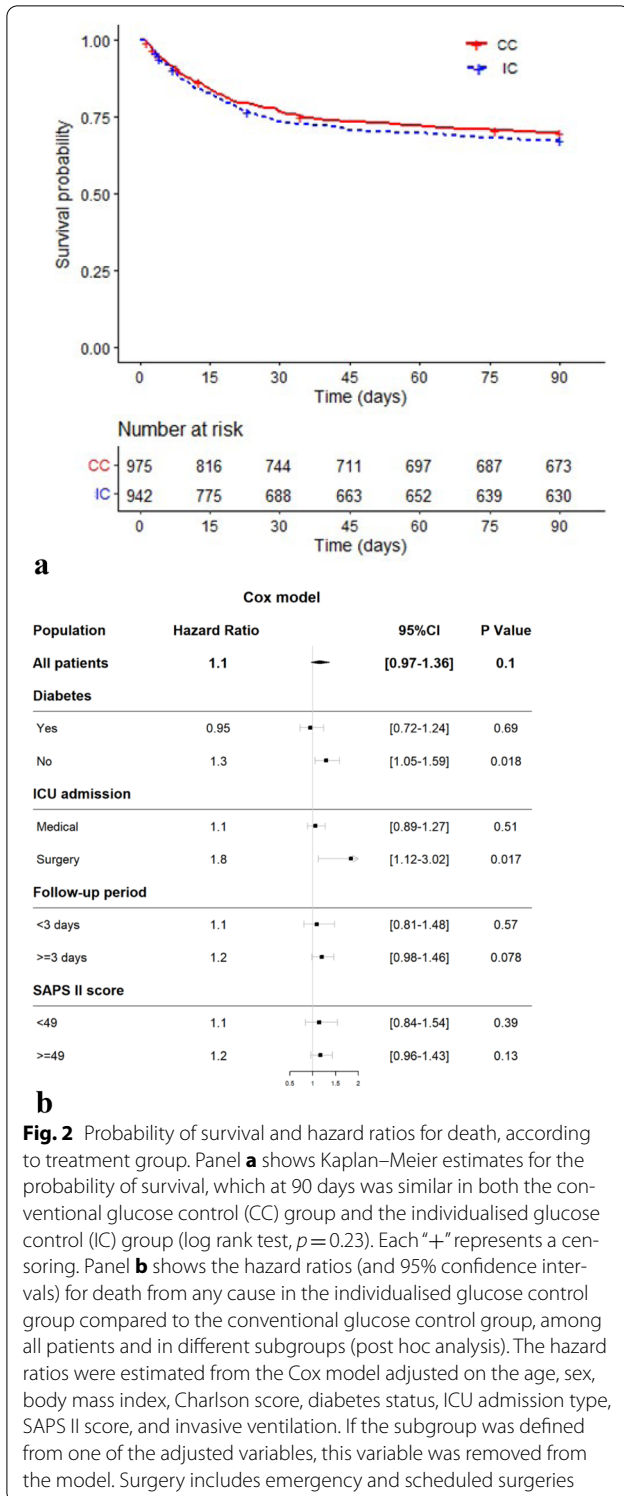 1.00
0.75
0.50
0.25
0.00
Survival probability
CC
IC
0 15 30 45 60 75 90
Time (days)
Number at risk
CC 975 816 744 711 697 687 673
IC 942 775 688 663 652 639 630
0 15 30 45 60 75 90
Time (days)
a
Cox model
Population Hazard Ratio 95%CI P Value
All patients 1.1 [0.97-1.36] 0.1
Diabetes
Yes 0.95 [0.72-1.24] 0.69
No 1.3 [1.05-1.59] 0.018
ICU admission
Medical 1.1 [0.89-1.27] 0.51
Surgery 1.8 [1.12-3.02] 0.017
Follow-up period
<3 days 1.1 [0.81-1.48] 0.57
>=3 days 1.2 [0.98-1.46] 0.078
SAPS II score
<49 1.1 [0.84-1.54] 0.39
>=49 1.2 [0.96-1.43] 0.13
0.5 1 1.5 2
b
Fig. 2 Probability of survival and hazard ratios for death, according
to treatment group. Panel a shows Kaplan–Meier estimates for the
probability of survival, which at 90 days was similar in both the con-
ventional glucose control (CC) group and the individualised glucose
control (IC) group (log rank test, p = 0.23). Each "+" represents a cen-
soring. Panel b shows the hazard ratios (and 95% confidence inter-
vals) for death from any cause in the individualised glucose control
group compared to the conventional glucose control group, among
all patients and in different subgroups (post hoc analysis). The hazard
ratios were estimated from the Cox model adjusted on the age, sex,
body mass index, Charlson score, diabetes status, ICU admission type,
SAPS II score, and invasive ventilation. If the subgroup was defined
from one of the adjusted variables, this variable was removed from
the model. Surgery includes emergency and scheduled surgeries